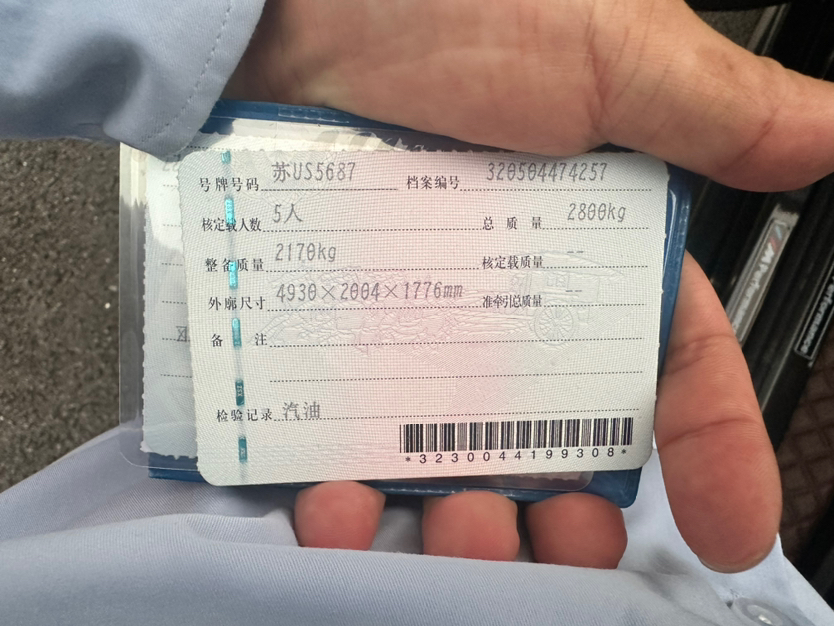 号牌号码 苏US5687 档案编号 320504474257
核定载人数 5人 总质量 2800kg
整备质量 2170kg 核定载质量 --
外廓尺寸 4930×2004×1776mm 准牵引总质量 --
备注
检验记录 汽油
*3230044199308*